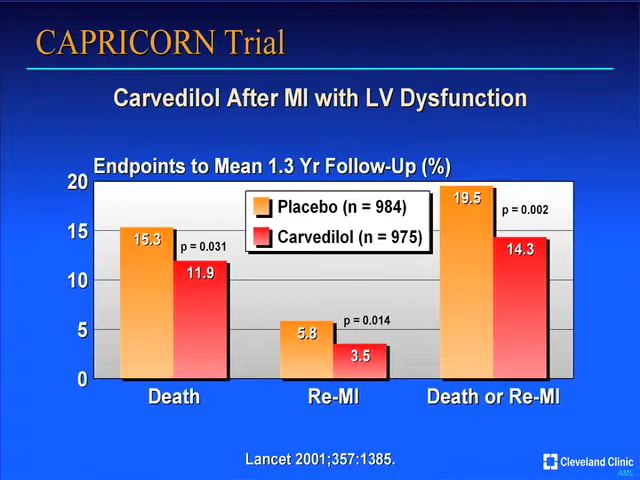 CAPRICORN Trial
Carvedilol After MI with LV Dysfunction
Endpoints to Mean 1.3 Yr Follow-Up (%)
20
15
10
5
0
Placebo (n = 984)
Carvedilol (n = 975)
15.3
p = 0.031
11.9
5.8
p = 0.014
3.5
19.5
p = 0.002
14.3
Death
Re-MI
Death or Re-MI
Lancet 2001;357:1385.
Cleveland Clinic
AML